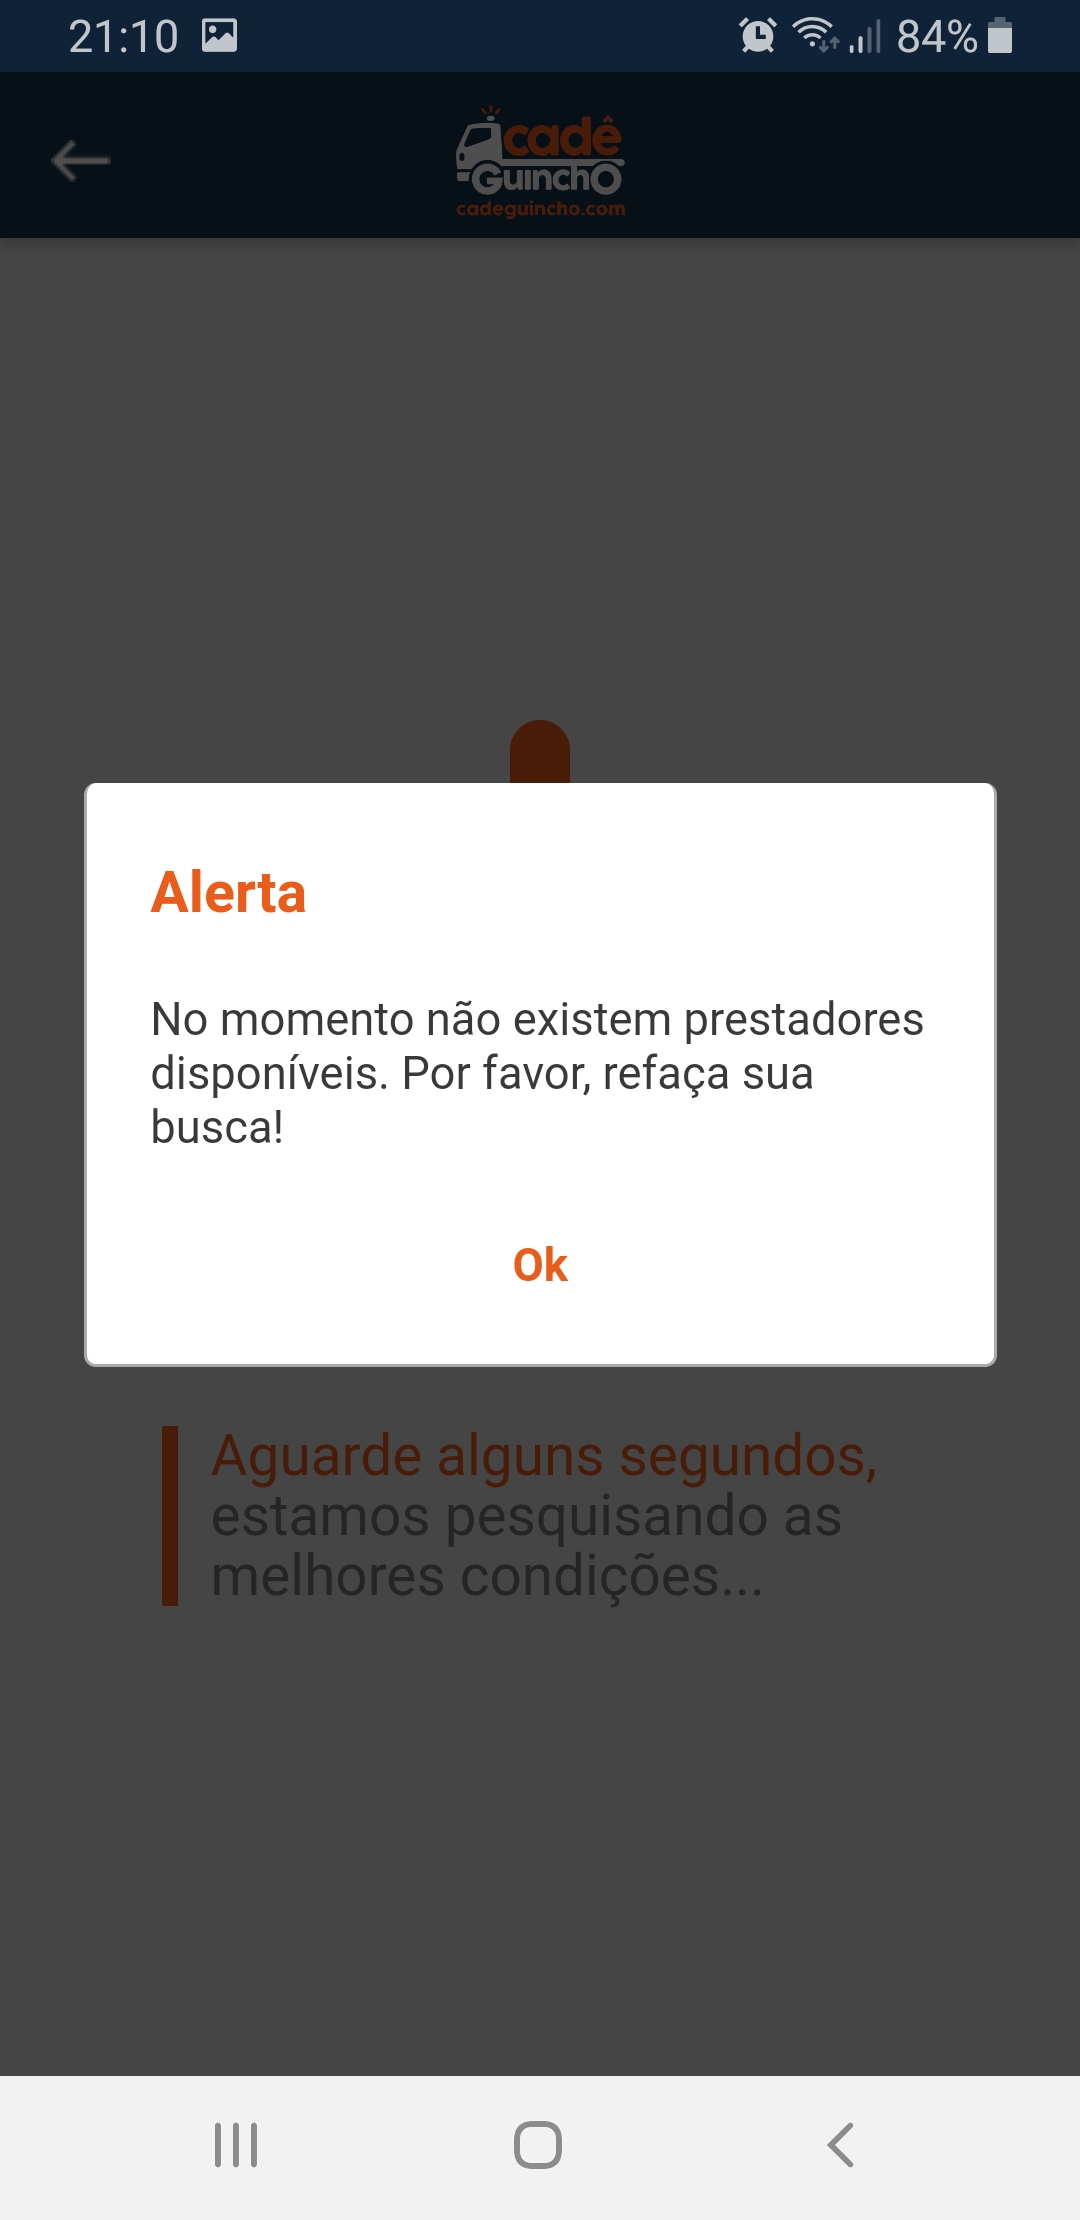 21:10
84%
cadê
GuinchO
cadeguincho.com
Alerta
No momento não existem prestadores
disponíveis. Por favor, refaça sua
busca!
Ok
Aguarde alguns segundos,
estamos pesquisando as
melhores condições...